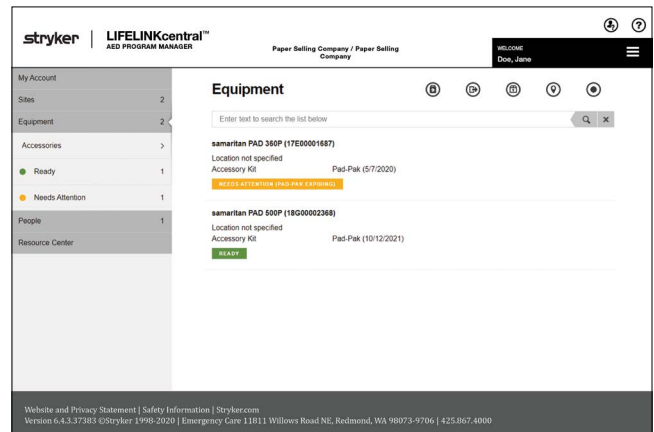 stryker
LIFELINKcentral™
AED PROGRAM MANAGER
Paper Selling Company / Paper Selling
Company
WELCOME
Doe, Jane
My Account
Sites 2
Equipment 2
Accessories >
Ready 1
Needs Attention 1
People 1
Resource Center
Equipment
Enter text to search the list below
samaritan PAD 360P (17E00001687)
Location not specified
Accessory Kit Pad-Pak (5/7/2020)
NEEDS ATTENTION (PAD-PAK EXPIRING)
samaritan PAD 500P (18G00002368)
Location not specified
Accessory Kit Pad-Pak (10/12/2021)
READY
Website and Privacy Statement | Safety Information | Stryker.com
Version 6.4.3.37383 ©Stryker 1998-2020 | Emergency Care 11811 Willows Road NE, Redmond, WA 98073-9706 | 425.867.4000